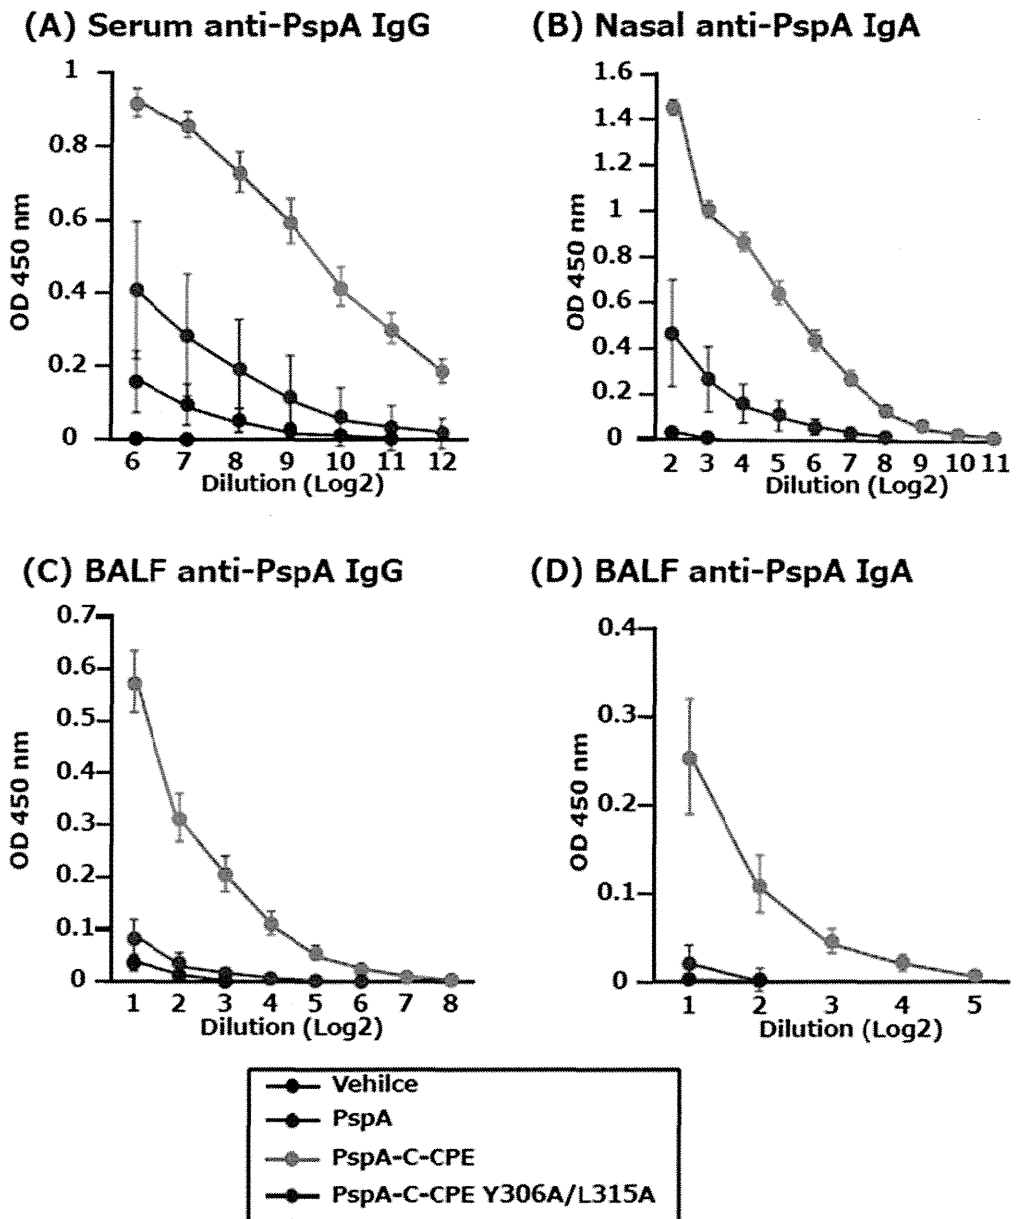 (A) Serum anti-PspA IgG
1
0.8
0.6
0.4
0.2
0
OD 450 nm
6 7 8 9 10 11 12
Dilution (Log2)
(B) Nasal anti-PspA IgA
1.6
1.4
1.2
1
0.8
0.6
0.4
0.2
0
OD 450 nm
2 3 4 5 6 7 8 9 10 11
Dilution (Log2)
(C) BALF anti-PspA IgG
0.7
0.6
0.5
0.4
0.3
0.2
0.1
0
OD 450 nm
1 2 3 4 5 6 7 8
Dilution (Log2)
(D) BALF anti-PspA IgA
0.4
0.3
0.2
0.1
0
OD 450 nm
1 2 3 4 5
Dilution (Log2)
Vehilce
PspA
PspA-C-CPE
PspA-C-CPE Y306A/L315A